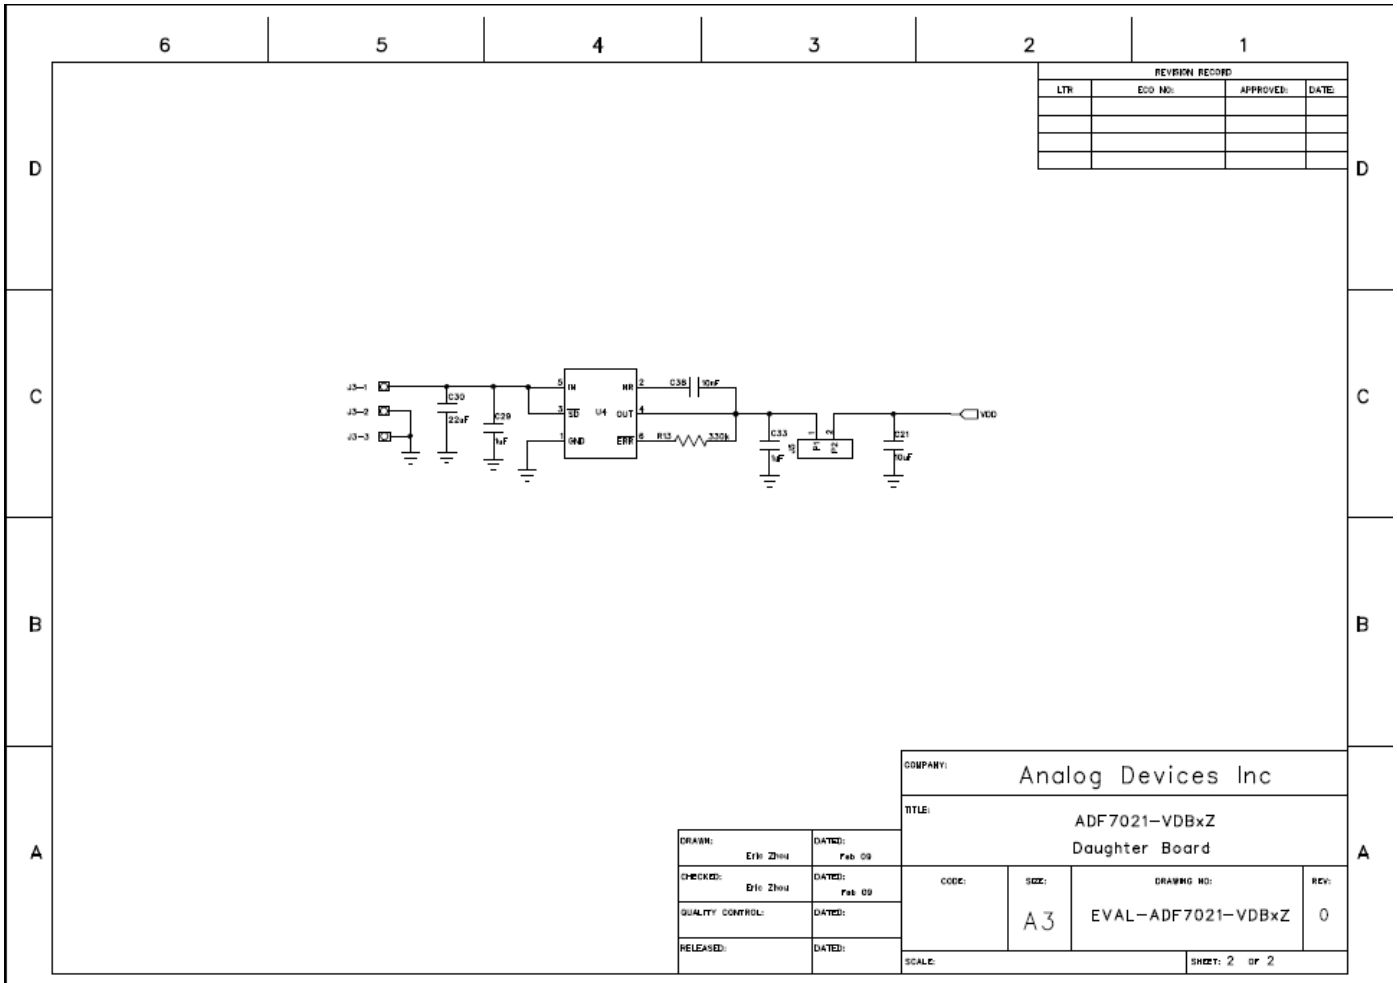 6 5 4 3 2 1
REVISION RECORD
LTR ECO NO: APPROVED: DATE:
D D
C C
J3-1
J3-2
J3-3
C30
22uF
C29
1uF
5 IN
3 SD
1 GND
U4
NR 2
OUT 4
ERR 6
C38 10nF
R13 330k
C33
1uF
J5
1 2
P1 P2
C21
10uF
VDD
B B
COMPANY: Analog Devices Inc
TITLE: ADF7021-VDBxZ
Daughter Board
A A
DRAWN: Eric Zhou DATED: Feb 09
CHECKED: Eric Zhou DATED: Feb 09
QUALITY CONTROL: DATED:
RELEASED: DATED:
CODE: SIZE: DRAWING NO: REV:
A3 EVAL-ADF7021-VDBxZ 0
SCALE: SHEET: 2 OF 2